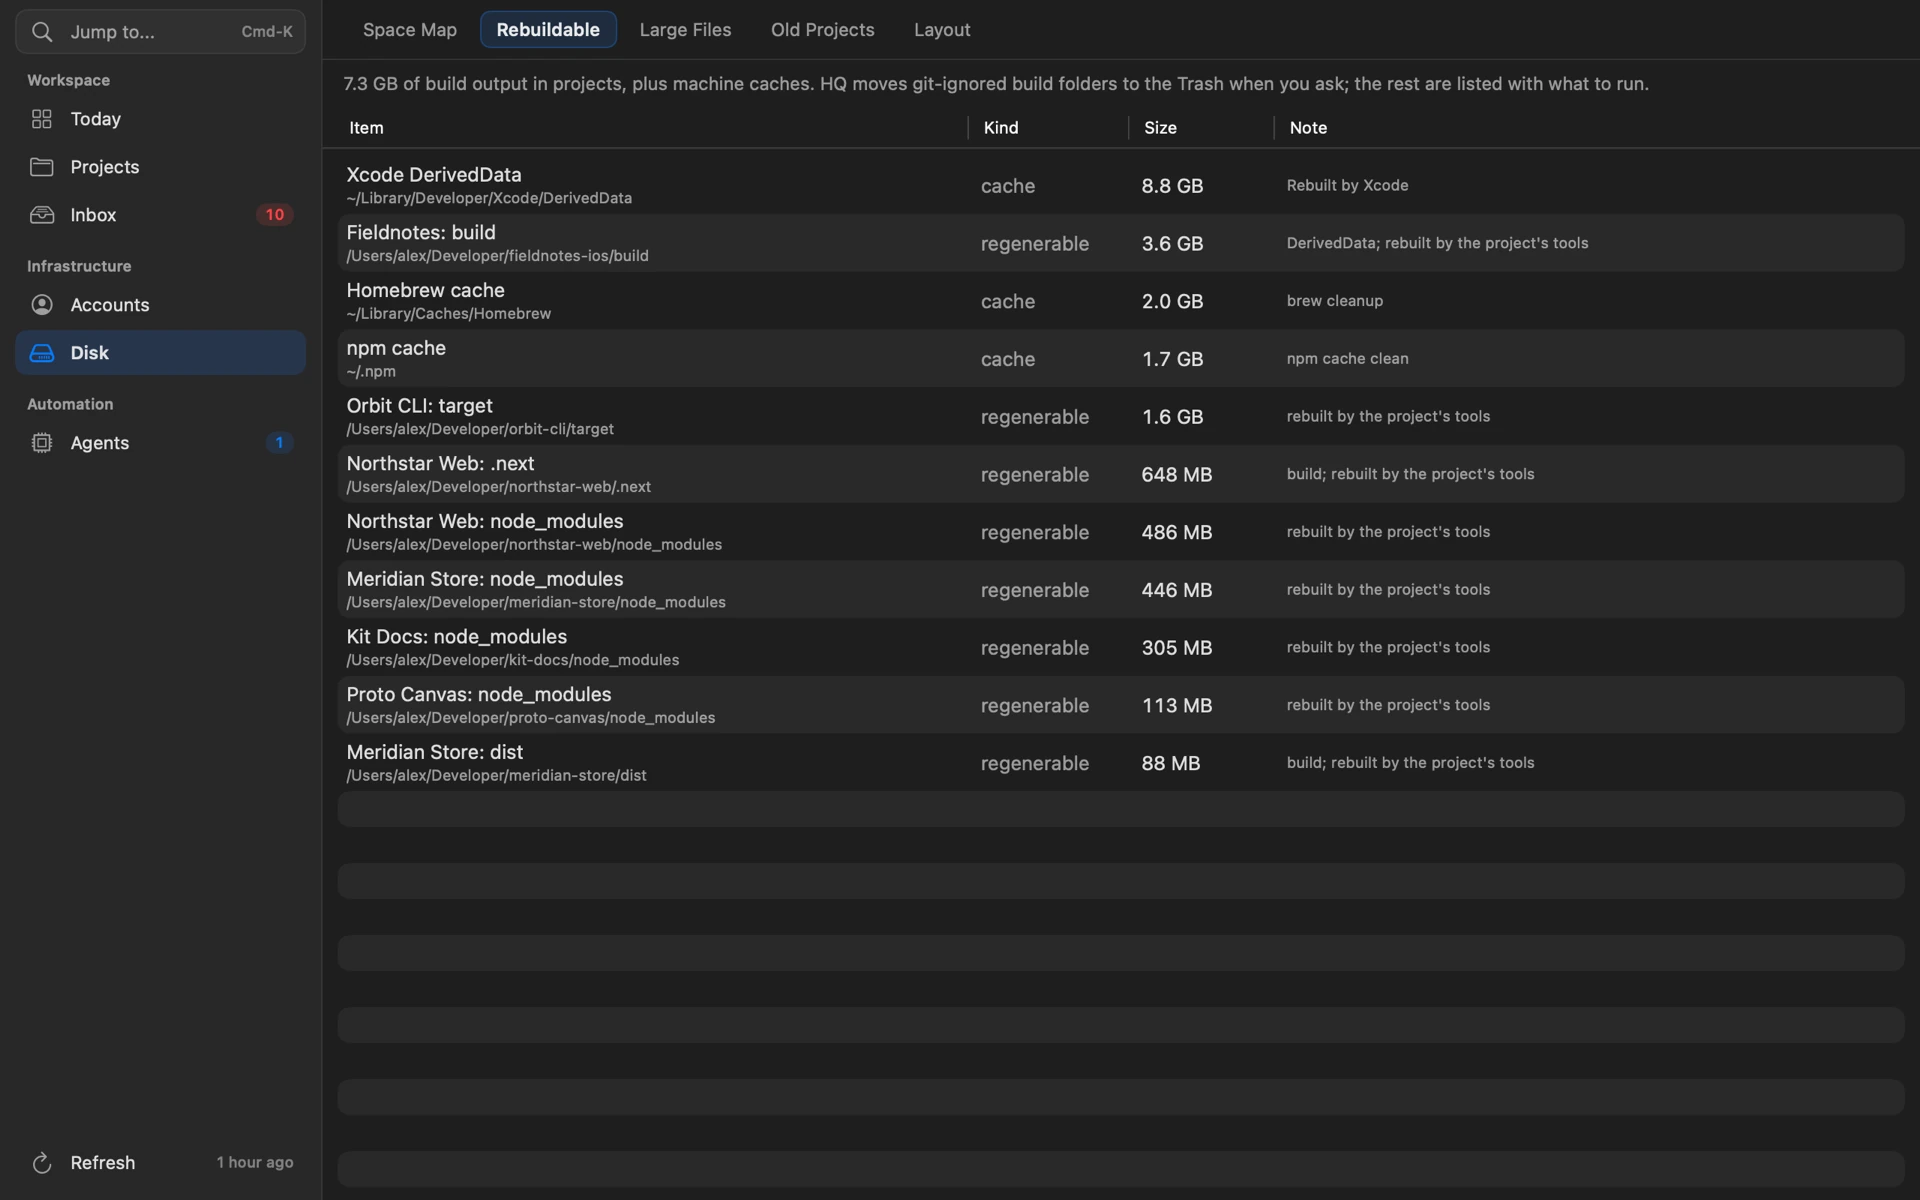 Jump to...
Cmd-K
Workspace
Today
Projects
Inbox
10
Infrastructure
Accounts
Disk
Automation
Agents
1
Refresh
1 hour ago
Space Map
Rebuildable
Large Files
Old Projects
Layout
7.3 GB of build output in projects, plus machine caches. HQ moves git-ignored build folders to the Trash when you ask; the rest are listed with what to run.
Item Kind Size Note
Xcode DerivedData
~/Library/Developer/Xcode/DerivedData
cache 8.8 GB Rebuilt by Xcode
Fieldnotes: build
/Users/alex/Developer/fieldnotes-ios/build
regenerable 3.6 GB DerivedData; rebuilt by the project's tools
Homebrew cache
~/Library/Caches/Homebrew
cache 2.0 GB brew cleanup
npm cache
~/.npm
cache 1.7 GB npm cache clean
Orbit CLI: target
/Users/alex/Developer/orbit-cli/target
regenerable 1.6 GB rebuilt by the project's tools
Northstar Web: .next
/Users/alex/Developer/northstar-web/.next
regenerable 648 MB build; rebuilt by the project's tools
Northstar Web: node_modules
/Users/alex/Developer/northstar-web/node_modules
regenerable 486 MB rebuilt by the project's tools
Meridian Store: node_modules
/Users/alex/Developer/meridian-store/node_modules
regenerable 446 MB rebuilt by the project's tools
Kit Docs: node_modules
/Users/alex/Developer/kit-docs/node_modules
regenerable 305 MB rebuilt by the project's tools
Proto Canvas: node_modules
/Users/alex/Developer/proto-canvas/node_modules
regenerable 113 MB rebuilt by the project's tools
Meridian Store: dist
/Users/alex/Developer/meridian-store/dist
regenerable 88 MB build; rebuilt by the project's tools